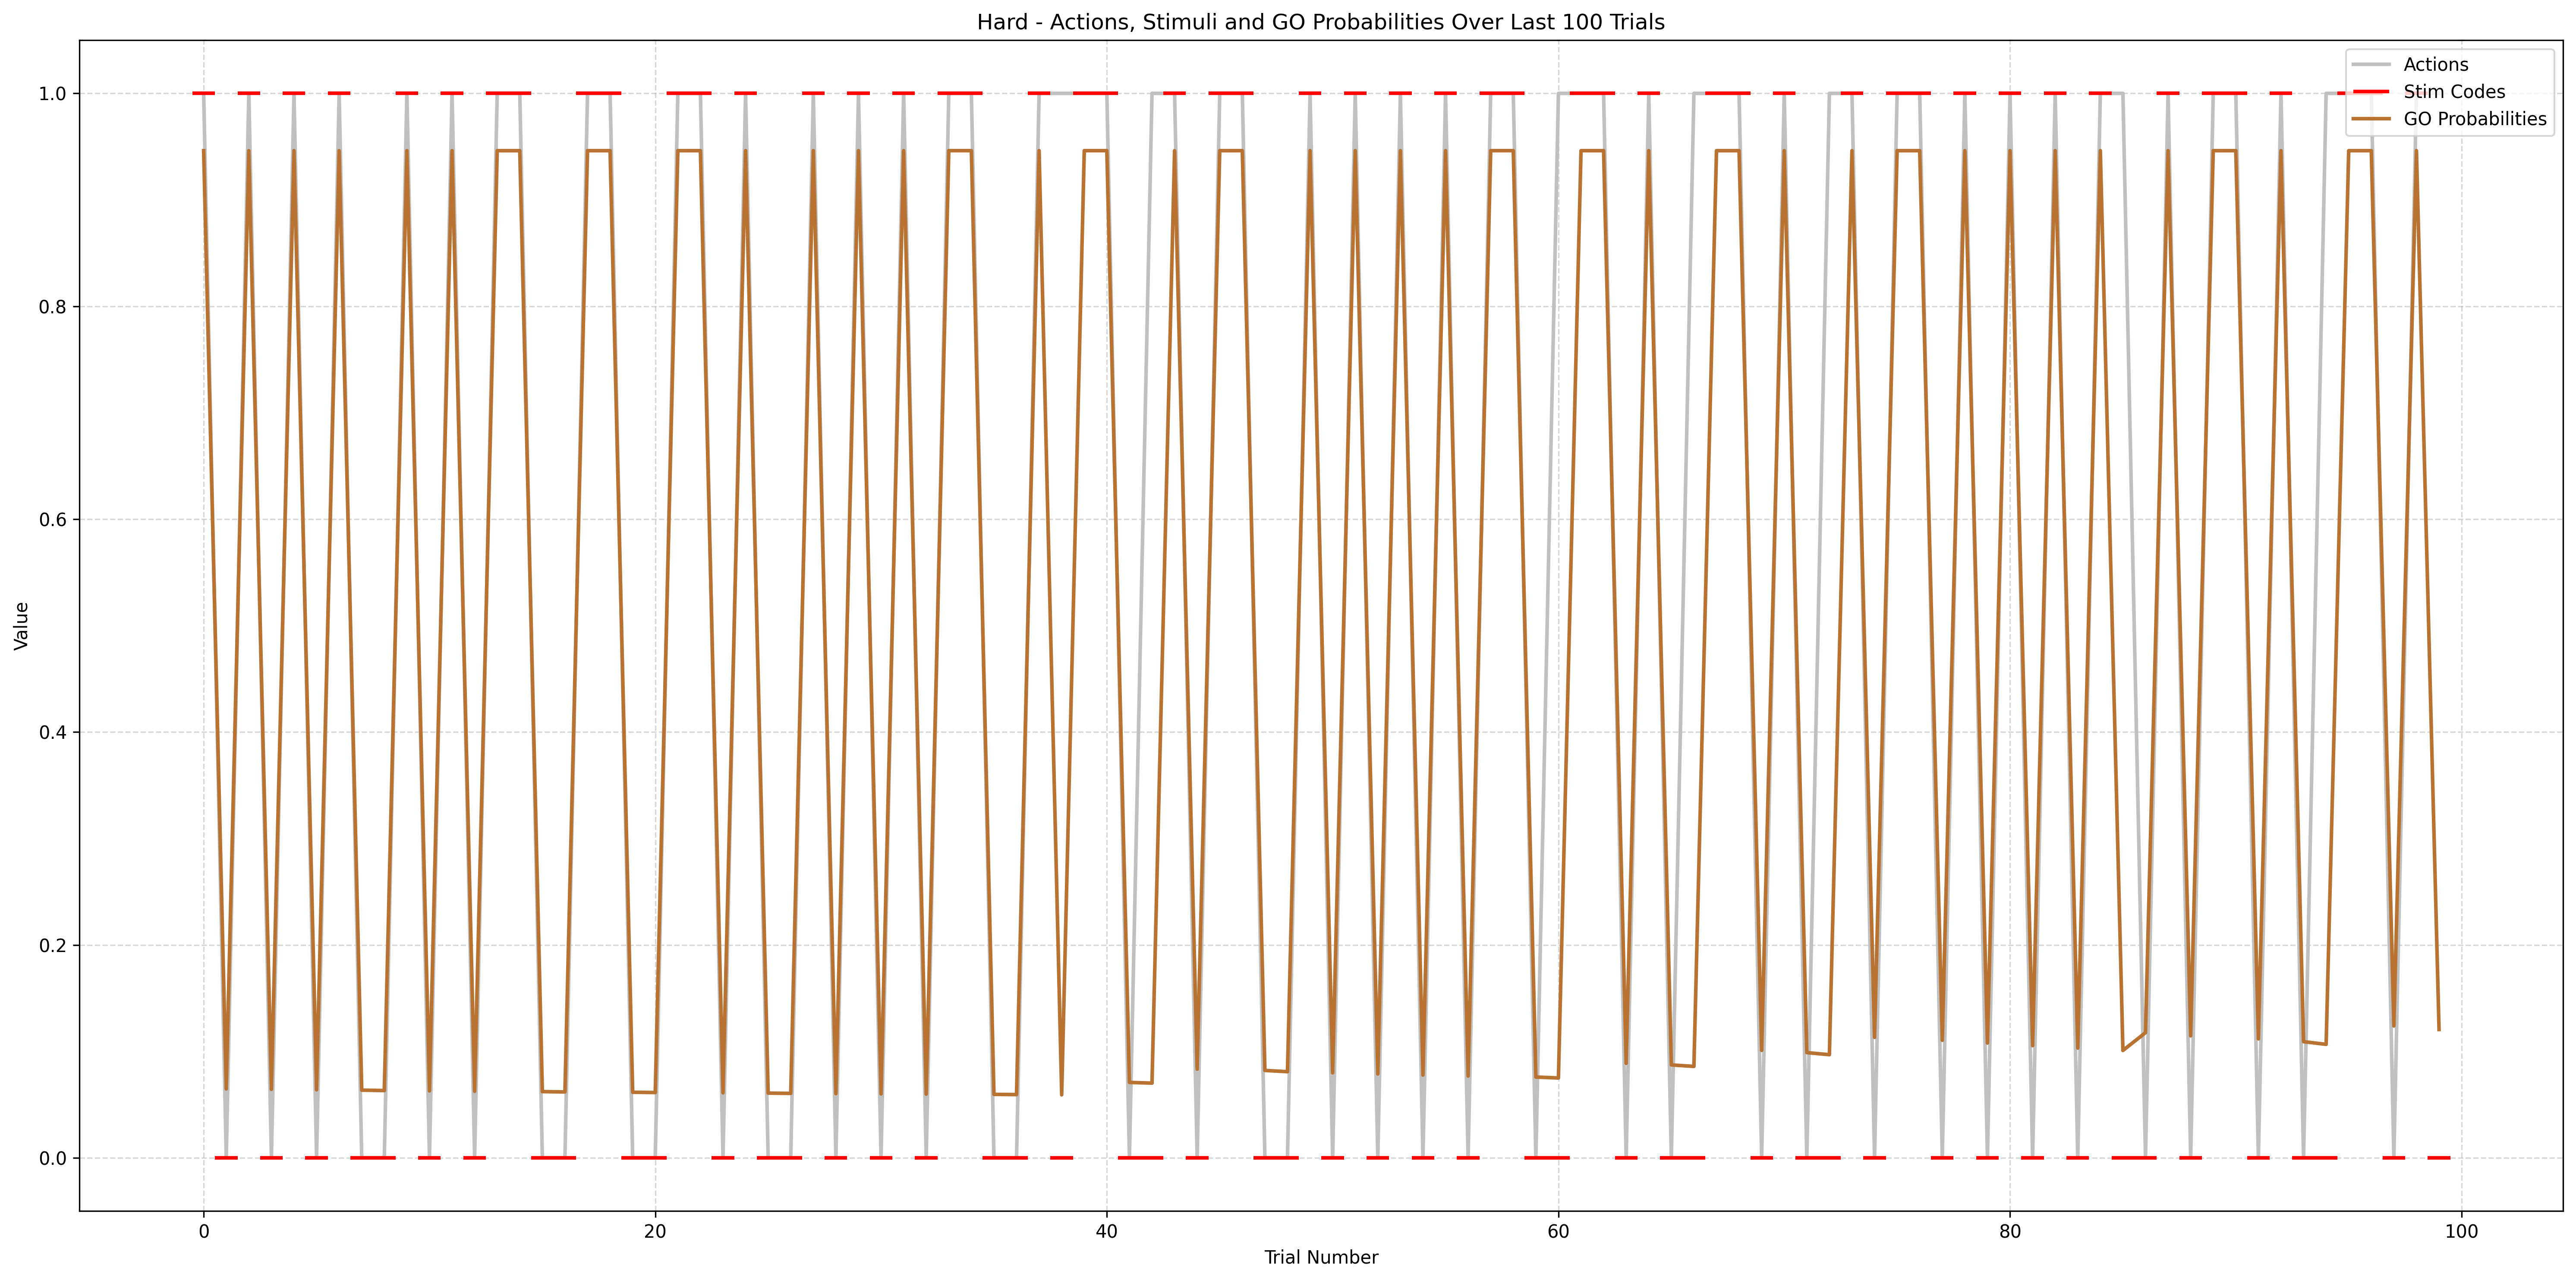 Hard - Actions, Stimuli and GO Probabilities Over Last 100 Trials
Actions
Stim Codes
GO Probabilities
1.0
0.8
0.6
0.4
0.2
0.0
Value
0
20
40
60
80
100
Trial Number